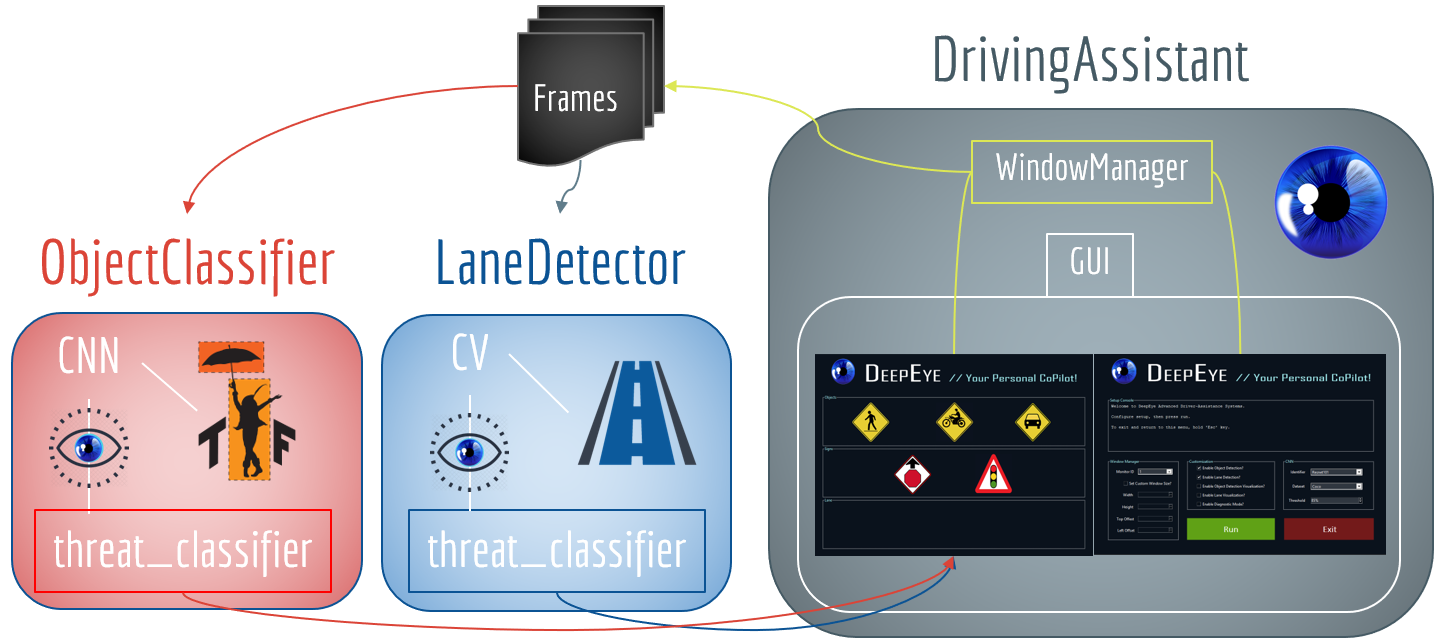 Frames
DrivingAssistant
WindowManager
GUI
ObjectClassifier
CNN
TF
threat_classifier
LaneDetector
CV
threat_classifier
DEEPEYE // Your Personal CoPilot!
Objects
Signs
Lane
DEEPEYE // Your Personal CoPilot!
Setup Console
Welcome to DeepEye Advanced Driver-Assistance Systems.
Configure setup, then press run.
To exit and return to this menu, hold 'Esc' key.
Window Manager
Monitor ID
Set Custom Window Size?
Width
Height
Top Offset
Left Offset
Customization
Enable Object Detection?
Enable Lane Detection?
Enable Object Detection Visualization?
Enable Lane Visualization?
Enable Diagnostic Mode?
Run
CNN
Identifier
Dataset
Threshold
Exit